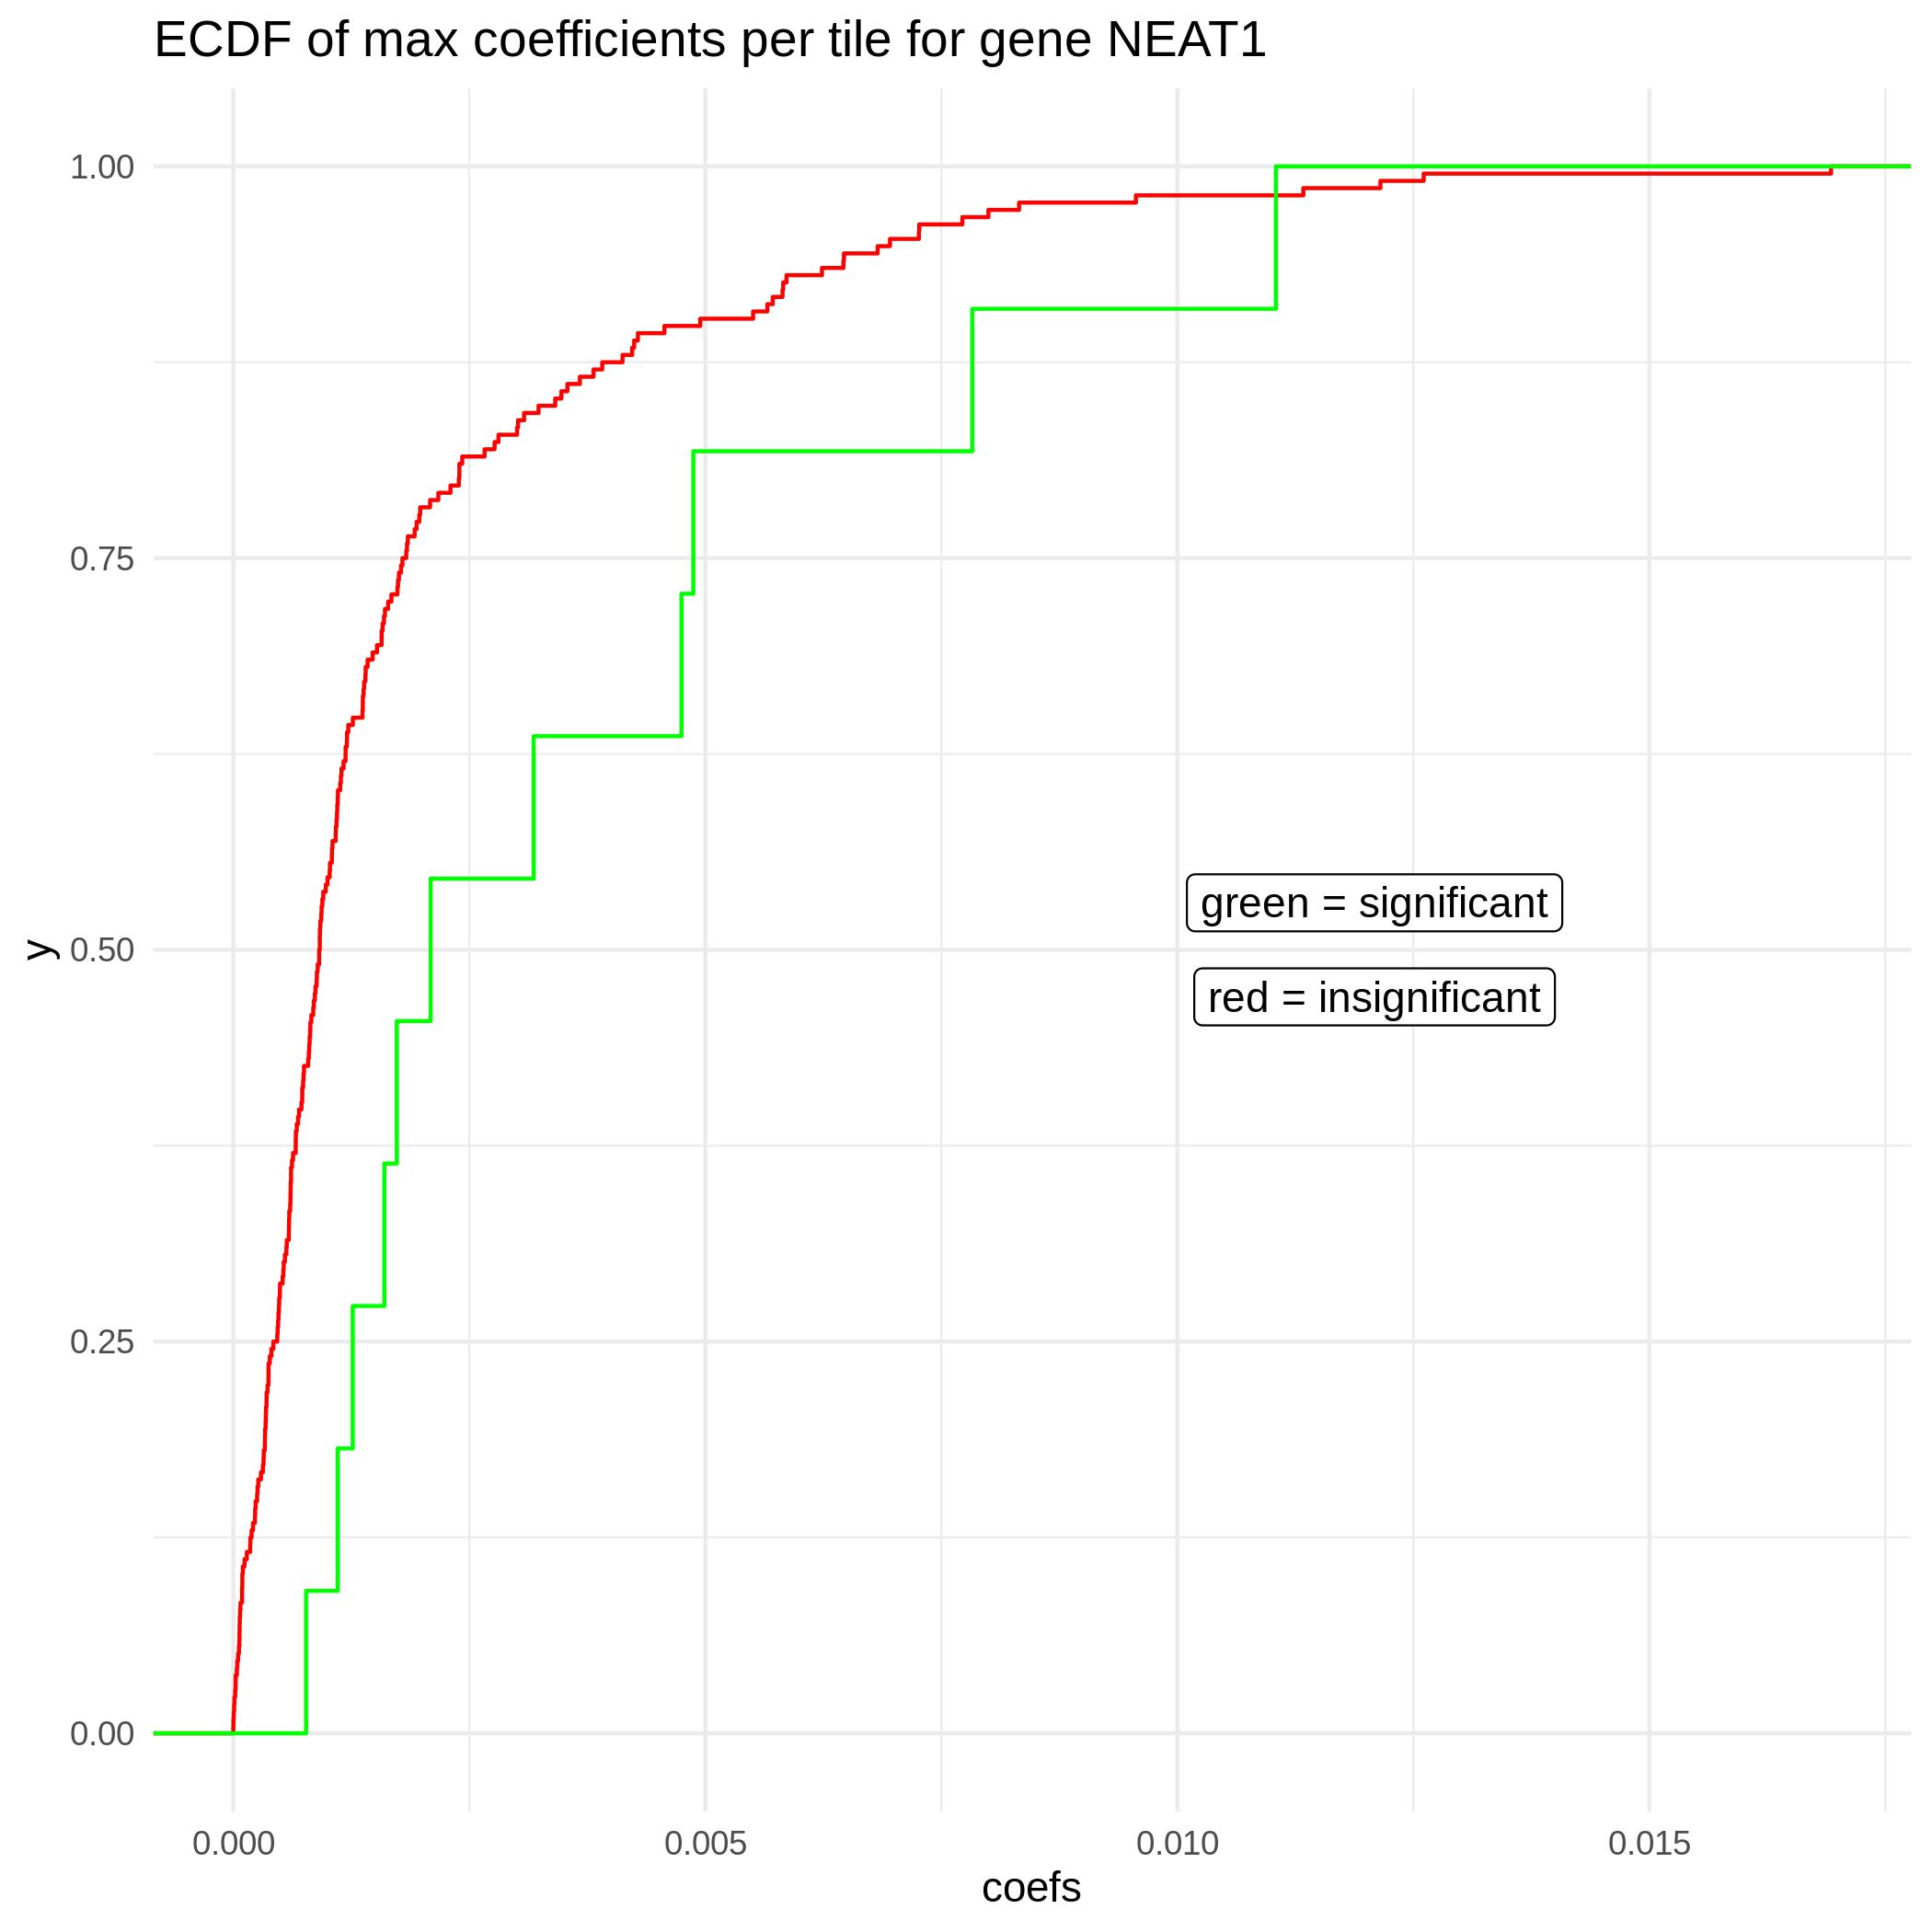 ECDF of max coefficients per tile for gene NEAT1
1.00
0.75
0.50
0.25
0.00
y
green = significant
red = insignificant
0.000
0.005
0.010
0.015
coefs